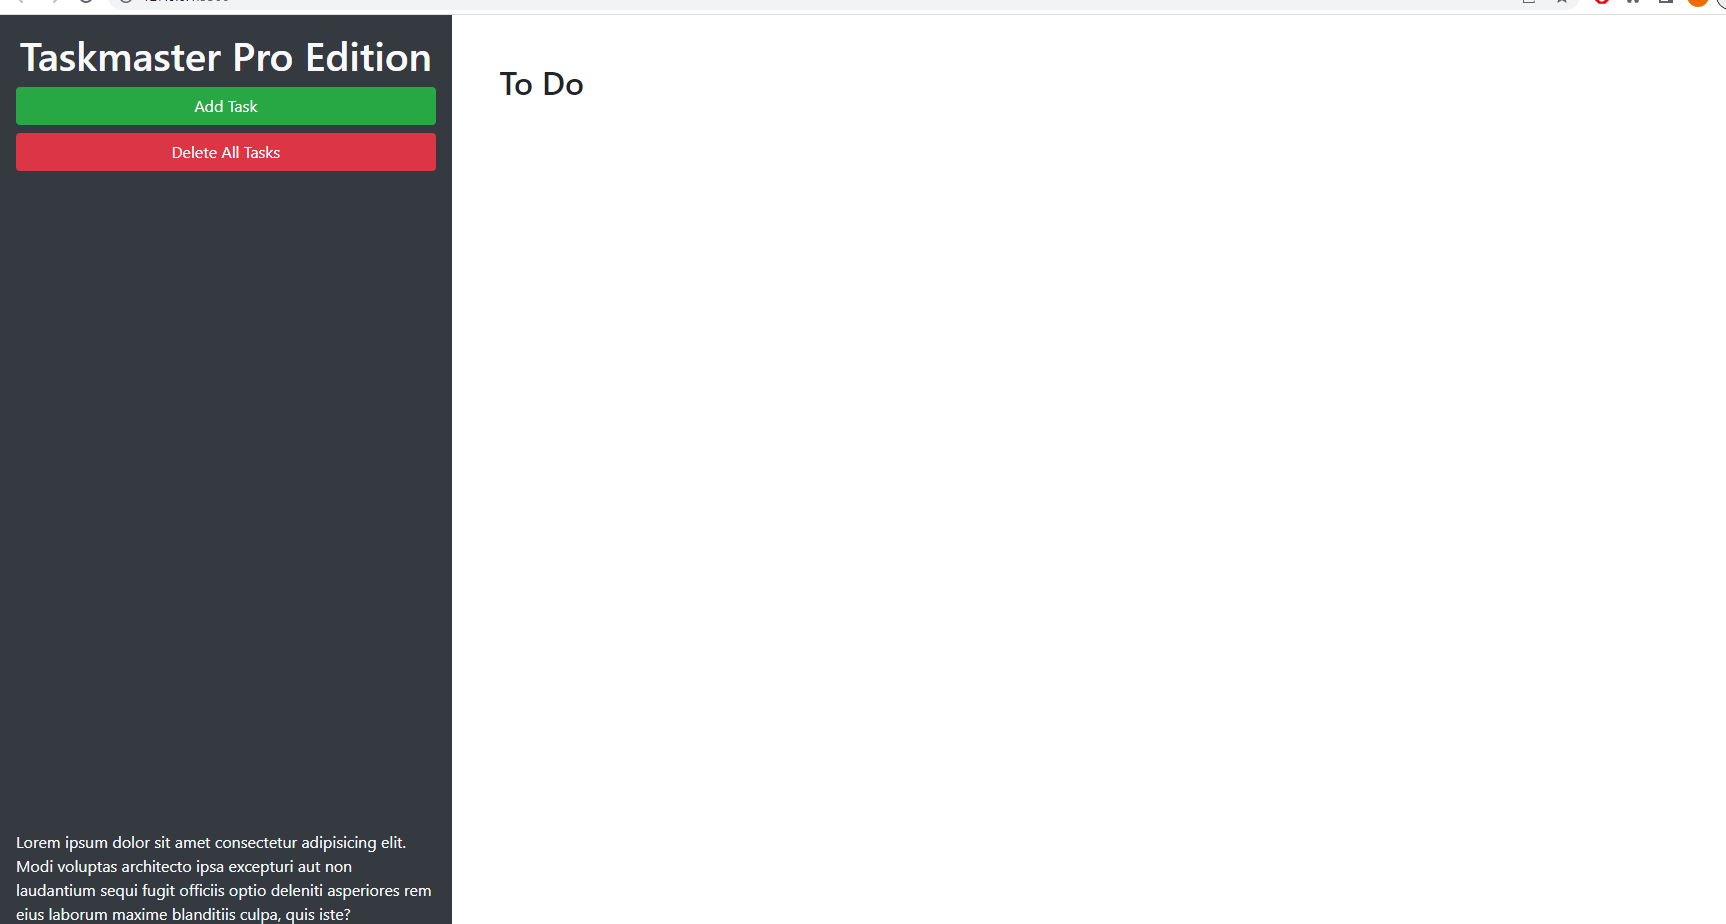 Taskmaster Pro Edition
Add Task
Delete All Tasks
To Do
Lorem ipsum dolor sit amet consectetur adipisicing elit.
Modi voluptas architecto ipsa excepturi aut non
laudantium sequi fugit officiis optio deleniti asperiores rem
eius laborum maxime blanditiis culpa, quis iste?